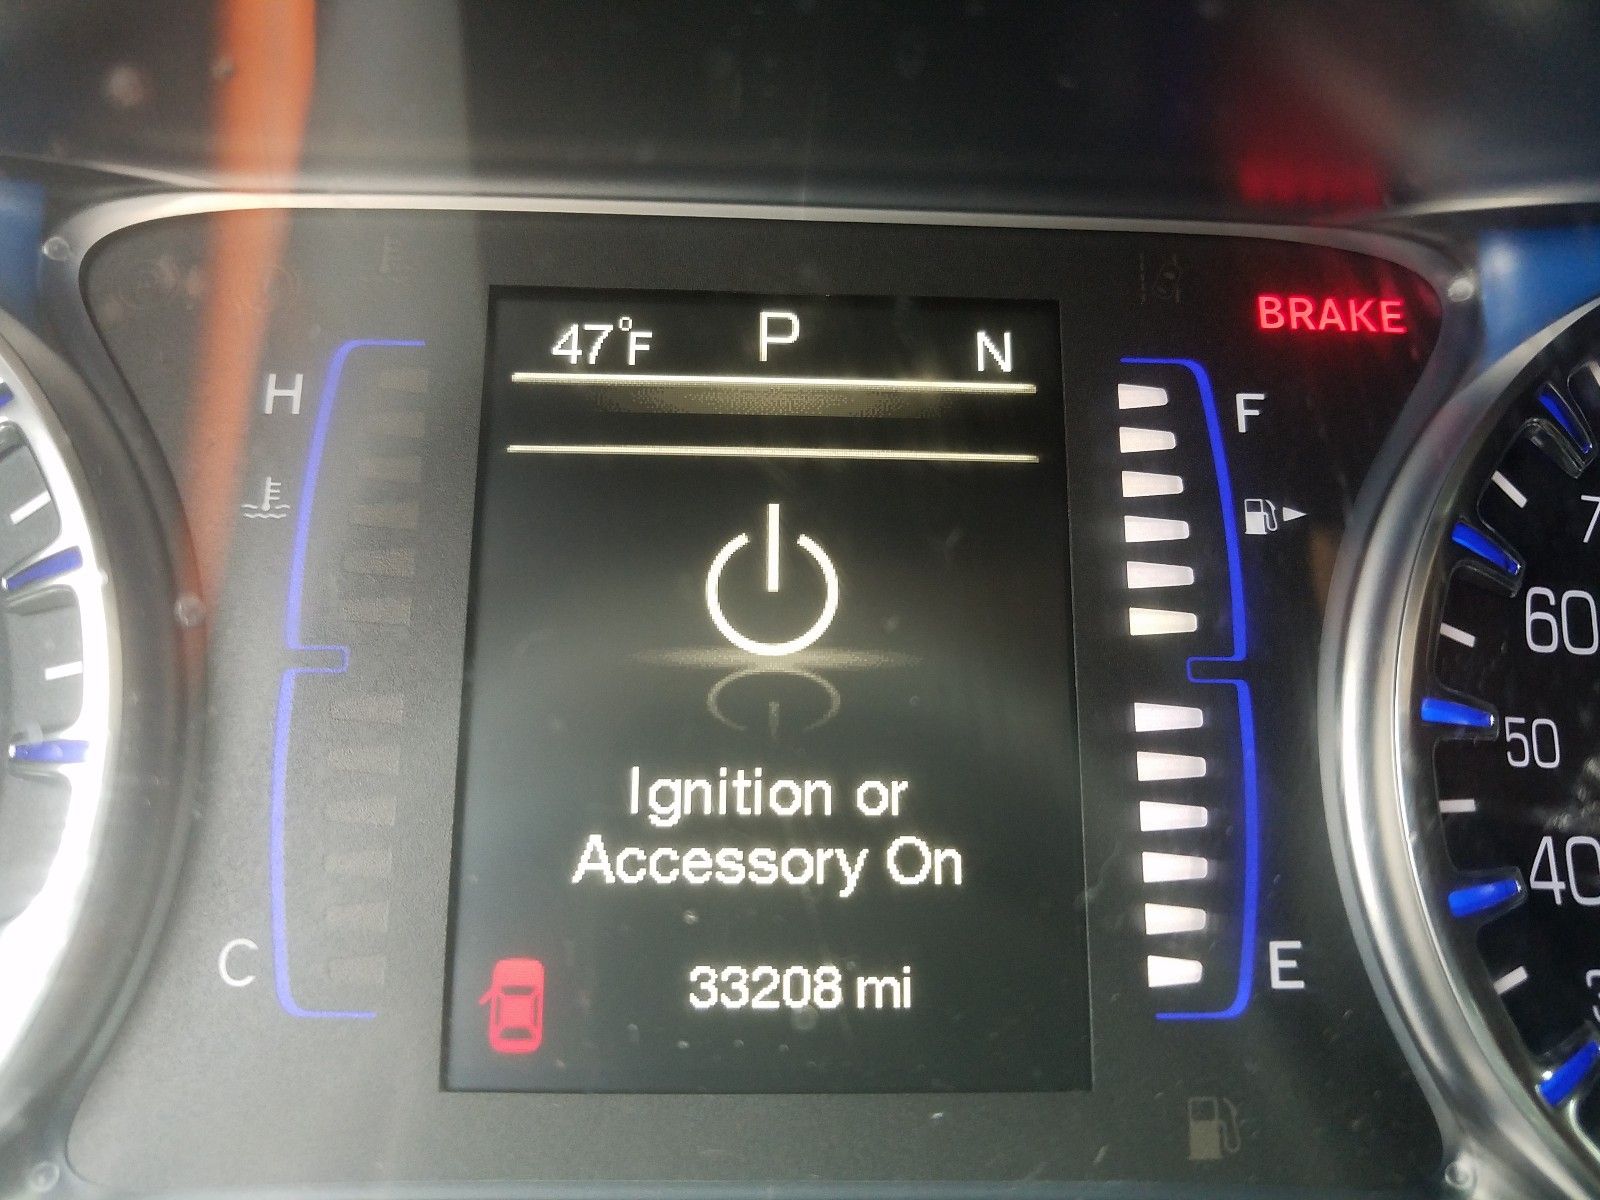 47°F P N
BRAKE
H
F
60
50
Ignition or
Accessory On
40
C
E
33208 mi